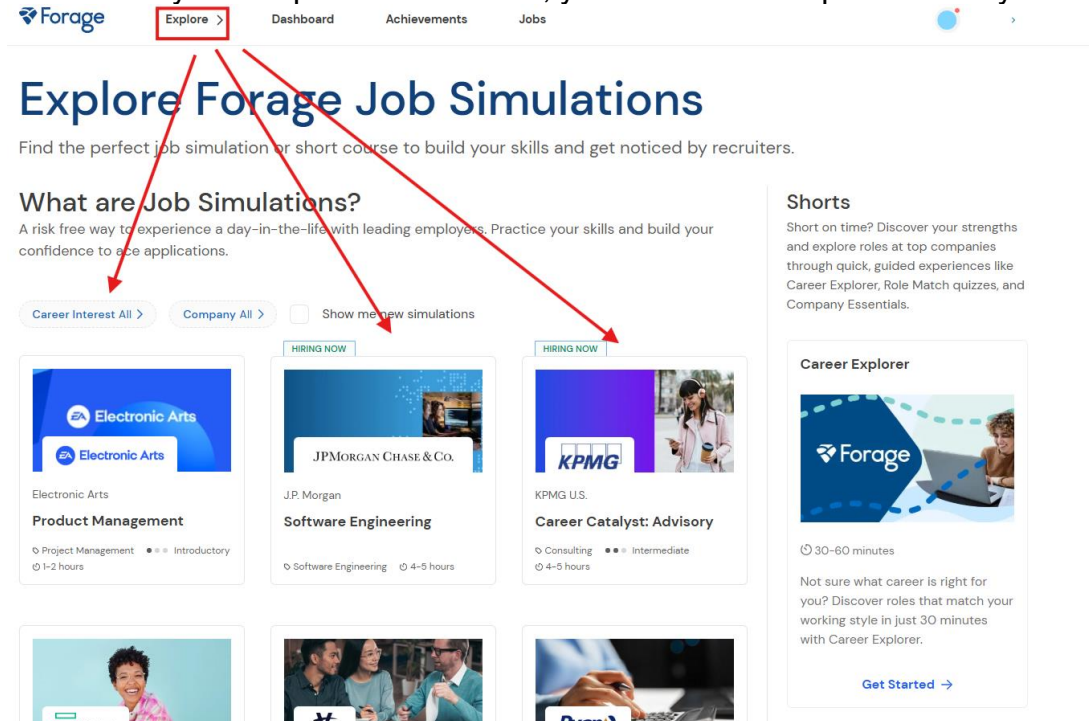 Forage
Explore >
Dashboard
Achievements
Jobs
Explore Forage Job Simulations
Find the perfect job simulation or short course to build your skills and get noticed by recruiters.
What are Job Simulations?
A risk free way to experience a day-in-the-life with leading employers. Practice your skills and build your
confidence to ace applications.
Career Interest All >
Company All >
Show me new simulations
Electronic Arts
Electronic Arts
Electronic Arts
Product Management
Project Management
Introductory
1-2 hours
HIRING NOW
JPMORGAN CHASE & CO.
J.P. Morgan
Software Engineering
Software Engineering
4-5 hours
HIRING NOW
KPMG
KPMG U.S.
Career Catalyst: Advisory
Consulting
Intermediate
4-5 hours
Shorts
Short on time? Discover your strengths
and explore roles at top companies
through quick, guided experiences like
Career Explorer, Role Match quizzes, and
Company Essentials.
Career Explorer
Forage
30-60 minutes
Not sure what career is right for
you? Discover roles that match your
working style in just 30 minutes
with Career Explorer.
Get Started →